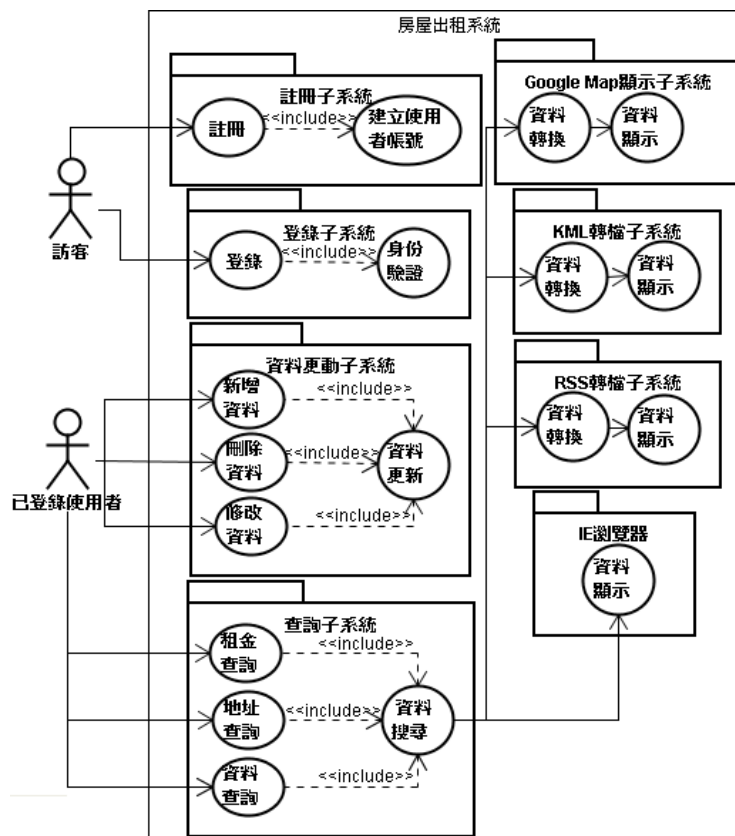 房屋出租系統
註冊子系統
註冊
<<include>>
建立使用
者帳號
訪客
登錄子系統
登錄
<<include>>
身份
驗證
資料更動子系統
新增
資料
<<include>>
刪除
資料
<<include>>
資料
更新
修改
資料
<<include>>
已登錄使用者
查詢子系統
租金
查詢
<<include>>
地址
查詢
<<include>>
資料
搜尋
資料
查詢
<<include>>
Google Map顯示子系統
資料
轉換
資料
顯示
KML轉檔子系統
資料
轉換
資料
顯示
RSS轉檔子系統
資料
轉換
資料
顯示
IE瀏覽器
資料
顯示